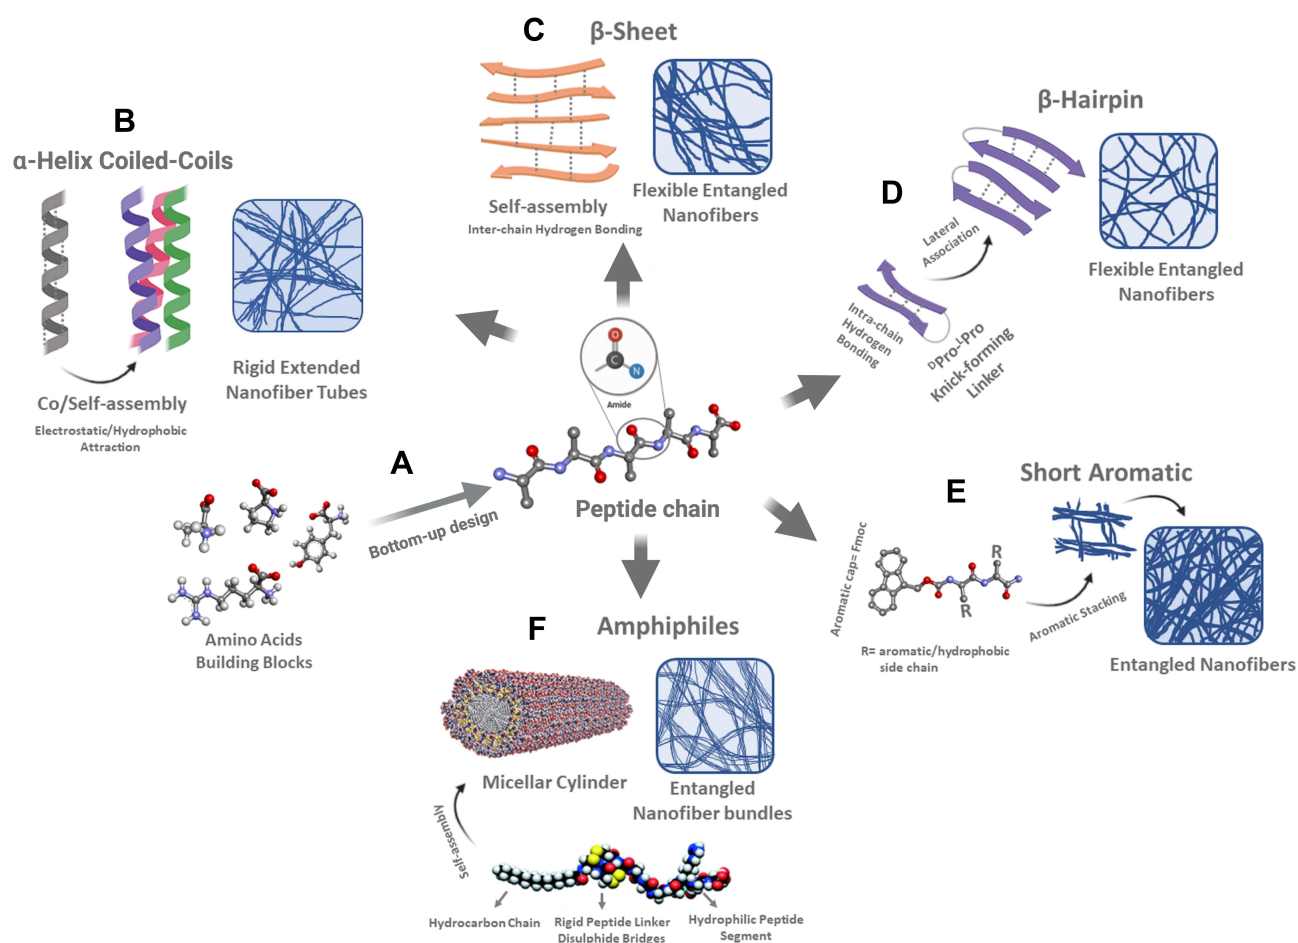 C
β-Sheet
Self-assembly
Inter-chain Hydrogen Bonding
Flexible Entangled
Nanofibers
B
α-Helix Coiled-Coils
Co/Self-assembly
Electrostatic/Hydrophobic
Attraction
Rigid Extended
Nanofiber Tubes
β-Hairpin
D
Lateral
Association
Intra-chain
Hydrogen
Bonding
ᴰPro-ᴸPro
Knick-forming
Linker
Flexible Entangled
Nanofibers
O
C
N
Amide
Peptide chain
A
Bottom-up design
Amino Acids
Building Blocks
E
Short Aromatic
Aromatic cap= Fmoc
R
R
R= aromatic/hydrophobic
side chain
Aromatic Stacking
Entangled Nanofibers
F
Amphiphiles
Micellar Cylinder
Entangled
Nanofiber bundles
Self-assembly
Hydrocarbon Chain
Rigid Peptide Linker
Disulphide Bridges
Hydrophilic Peptide
Segment